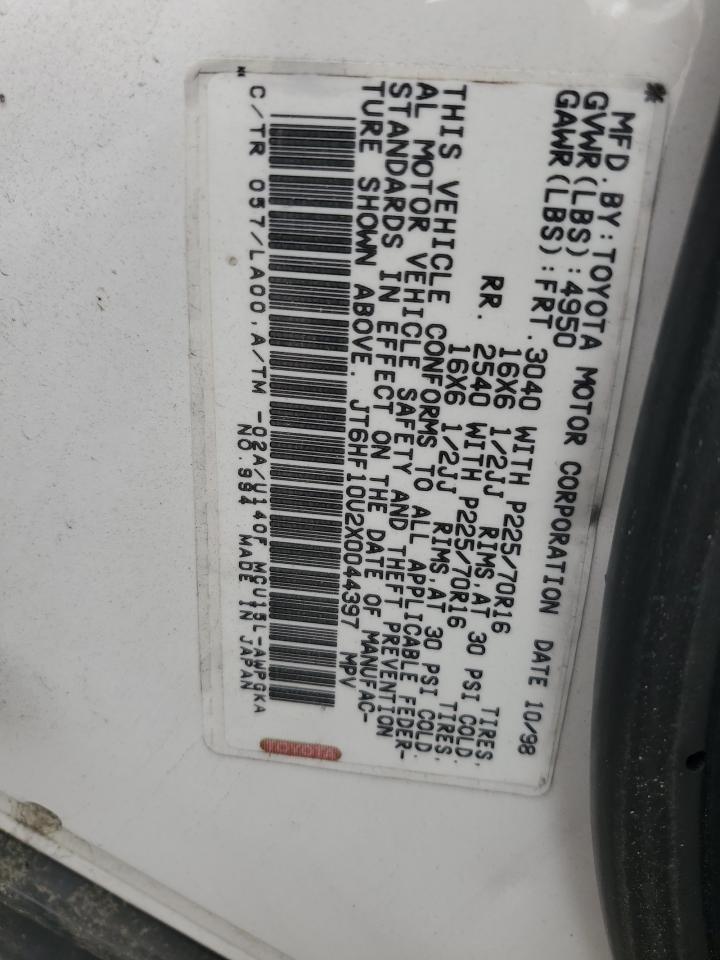 MFD. BY: TOYOTA MOTOR CORPORATION DATE 10/98
GVWR(LBS):4950
GAWR(LBS):FRT.3040 WITH P225/70R16 TIRES,
16X6 1/2JJ RIMS,AT 30 PSI COLD.
RR. 2540 WITH P225/70R16 TIRES,
16X6 1/2JJ RIMS,AT 30 PSI COLD.
THIS VEHICLE CONFORMS TO ALL APPLICABLE FEDER-
AL MOTOR VEHICLE SAFETY AND THEFT PREVENTION
STANDARDS IN EFFECT ON THE DATE OF MANUFAC-
TURE SHOWN ABOVE. JT6HF10U2X0044397 MPV
C/TR 057/LA00,A/TM -02A/U140F MCU15L-AWPGKA
NO.994 MADE IN JAPAN
TOYOTA